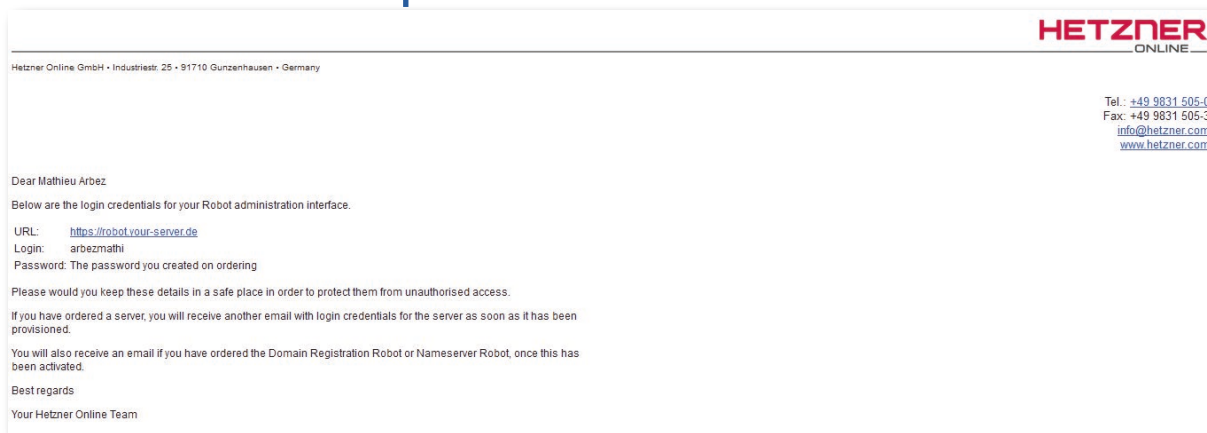 HETZNER
ONLINE
Hetzner Online GmbH • Industriestr. 25 • 91710 Gunzenhausen • Germany
Tel.: +49 9831 505-0
Fax: +49 9831 505-3
info@hetzner.com
www.hetzner.com
Dear Mathieu Arbez
Below are the login credentials for your Robot administration interface.
URL: https://robot.your-server.de
Login: arbezmathi
Password: The password you created on ordering
Please would you keep these details in a safe place in order to protect them from unauthorised access.
If you have ordered a server, you will receive another email with login credentials for the server as soon as it has been
provisioned.
You will also receive an email if you have ordered the Domain Registration Robot or Nameserver Robot, once this has
been activated.
Best regards
Your Hetzner Online Team